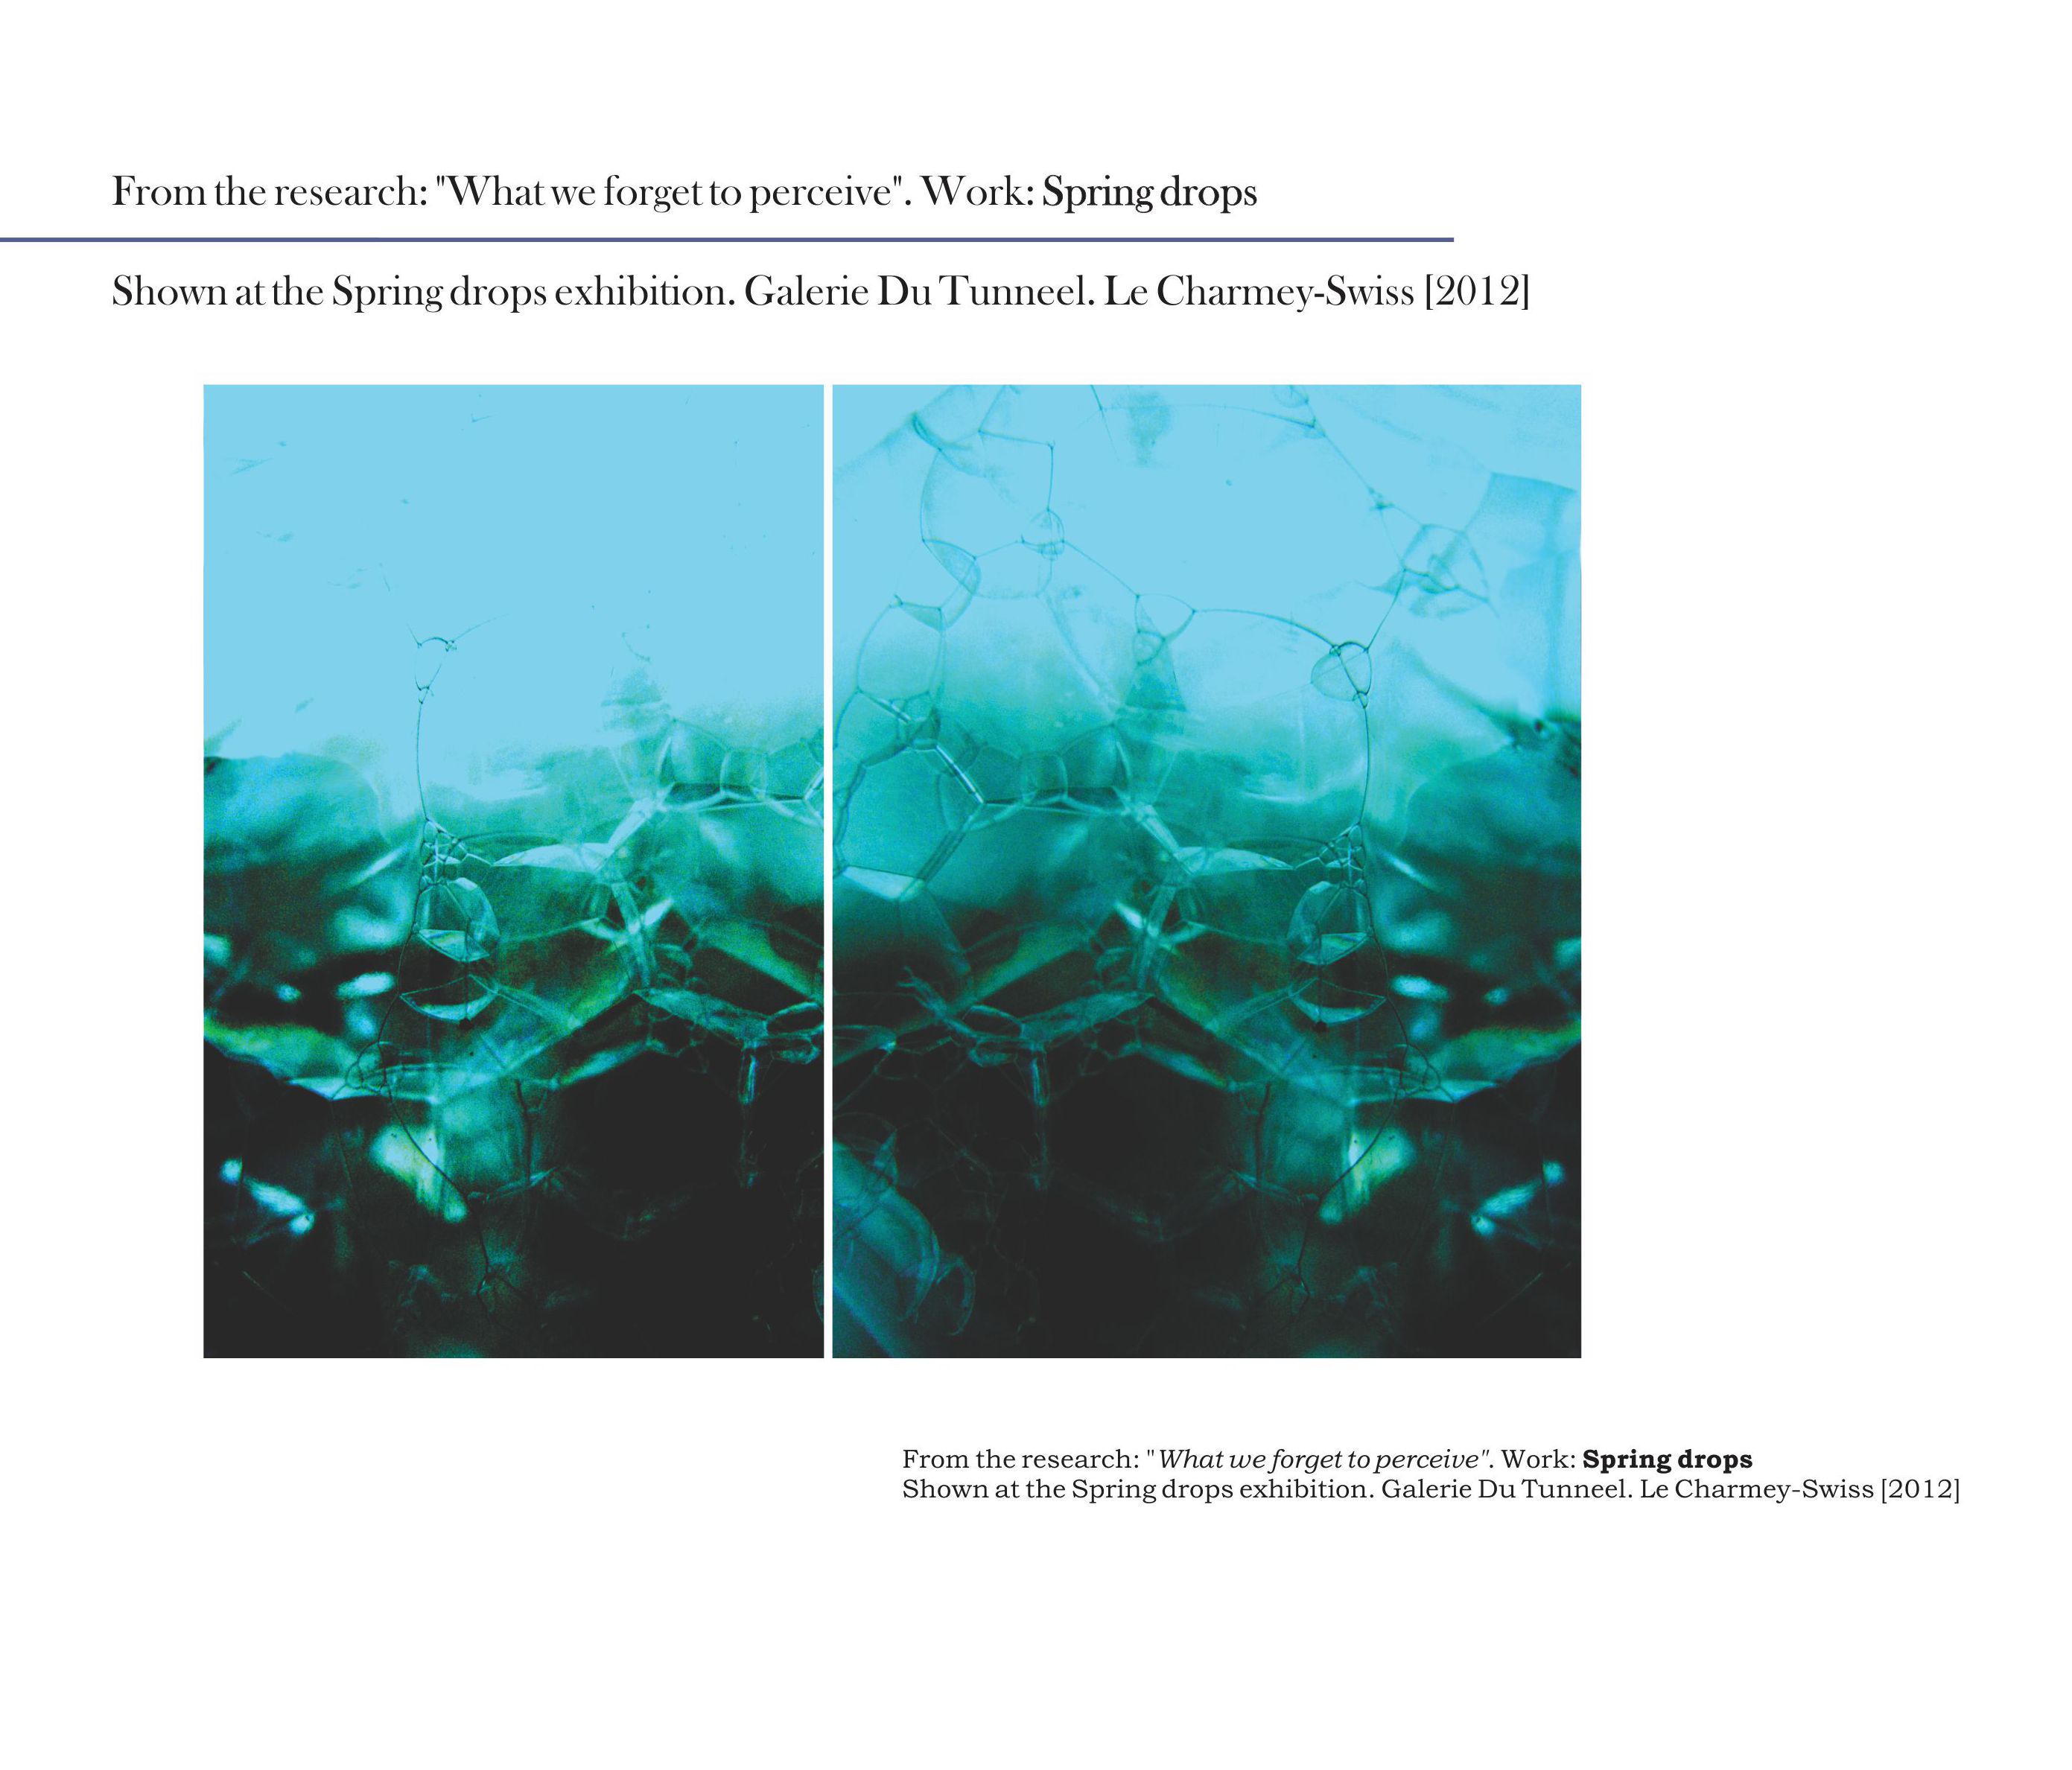 From the research: "What we forget to perceive". Work: Spring drops
Shown at the Spring drops exhibition. Galerie Du Tunneel. Le Charmey-Swiss [2012]
From the research: "What we forget to perceive". Work: Spring drops
Shown at the Spring drops exhibition. Galerie Du Tunneel. Le Charmey-Swiss [2012]